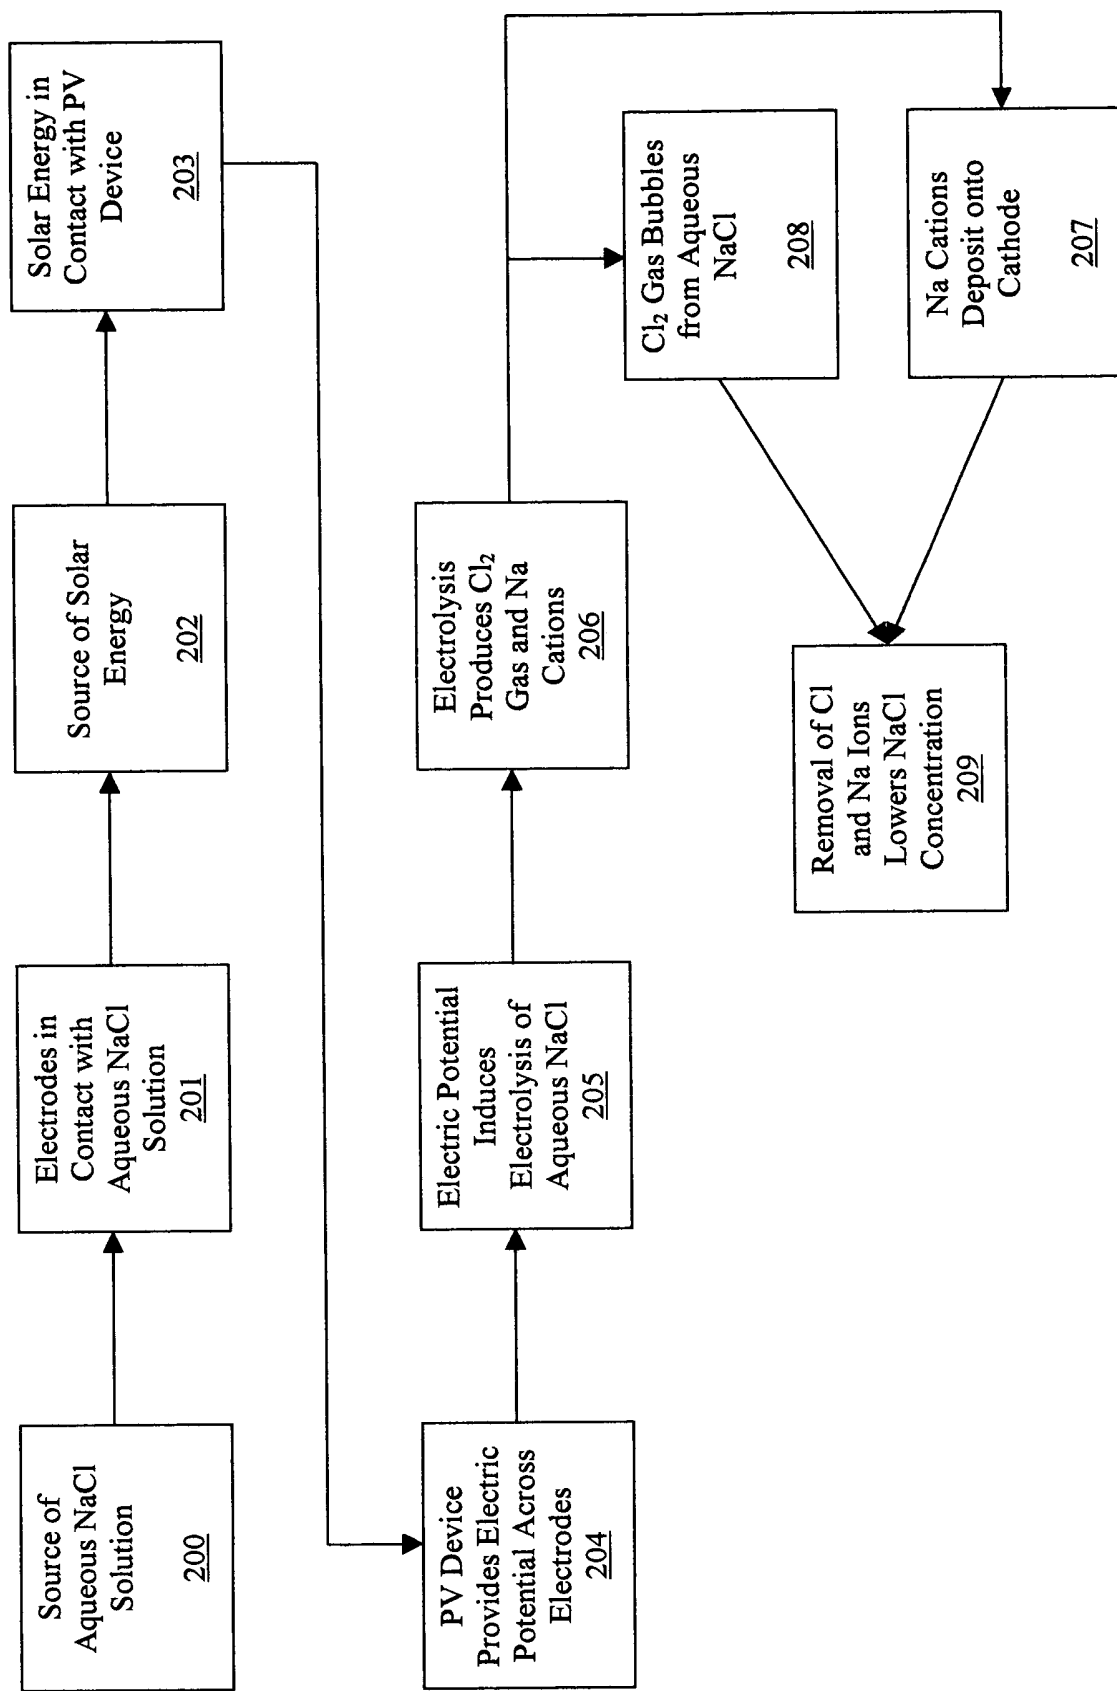 Source of
Aqueous NaCl
Solution
200
Electrodes in
Contact with
Aqueous NaCl
Solution
201
Source of Solar
Energy
202
Solar Energy in
Contact with PV
Device
203
PV Device
Provides Electric
Potential Across
Electrodes
204
Electric Potential
Induces
Electrolysis of
Aqueous NaCl
205
Electrolysis
Produces Cl₂
Gas and Na
Cations
206
Cl₂ Gas Bubbles
from Aqueous
NaCl
208
Na Cations
Deposit onto
Cathode
207
Removal of Cl
and Na Ions
Lowers NaCl
Concentration
209